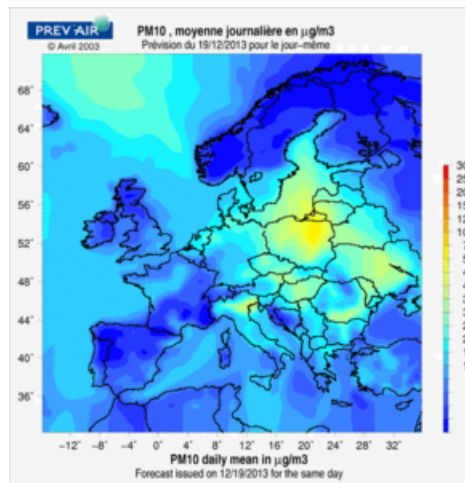 PREV'AIR
© Avril 2003
PM10 , moyenne journalière en µg/m3
Prévision du 19/12/2013 pour le jour-même
68°
64°
60°
56°
52°
48°
44°
40°
36°
-12° -8° -4° 0° 4° 8° 12° 16° 20° 24° 28° 32°
PM10 daily mean in µg/m3
Forecast issued on 12/19/2013 for the same day